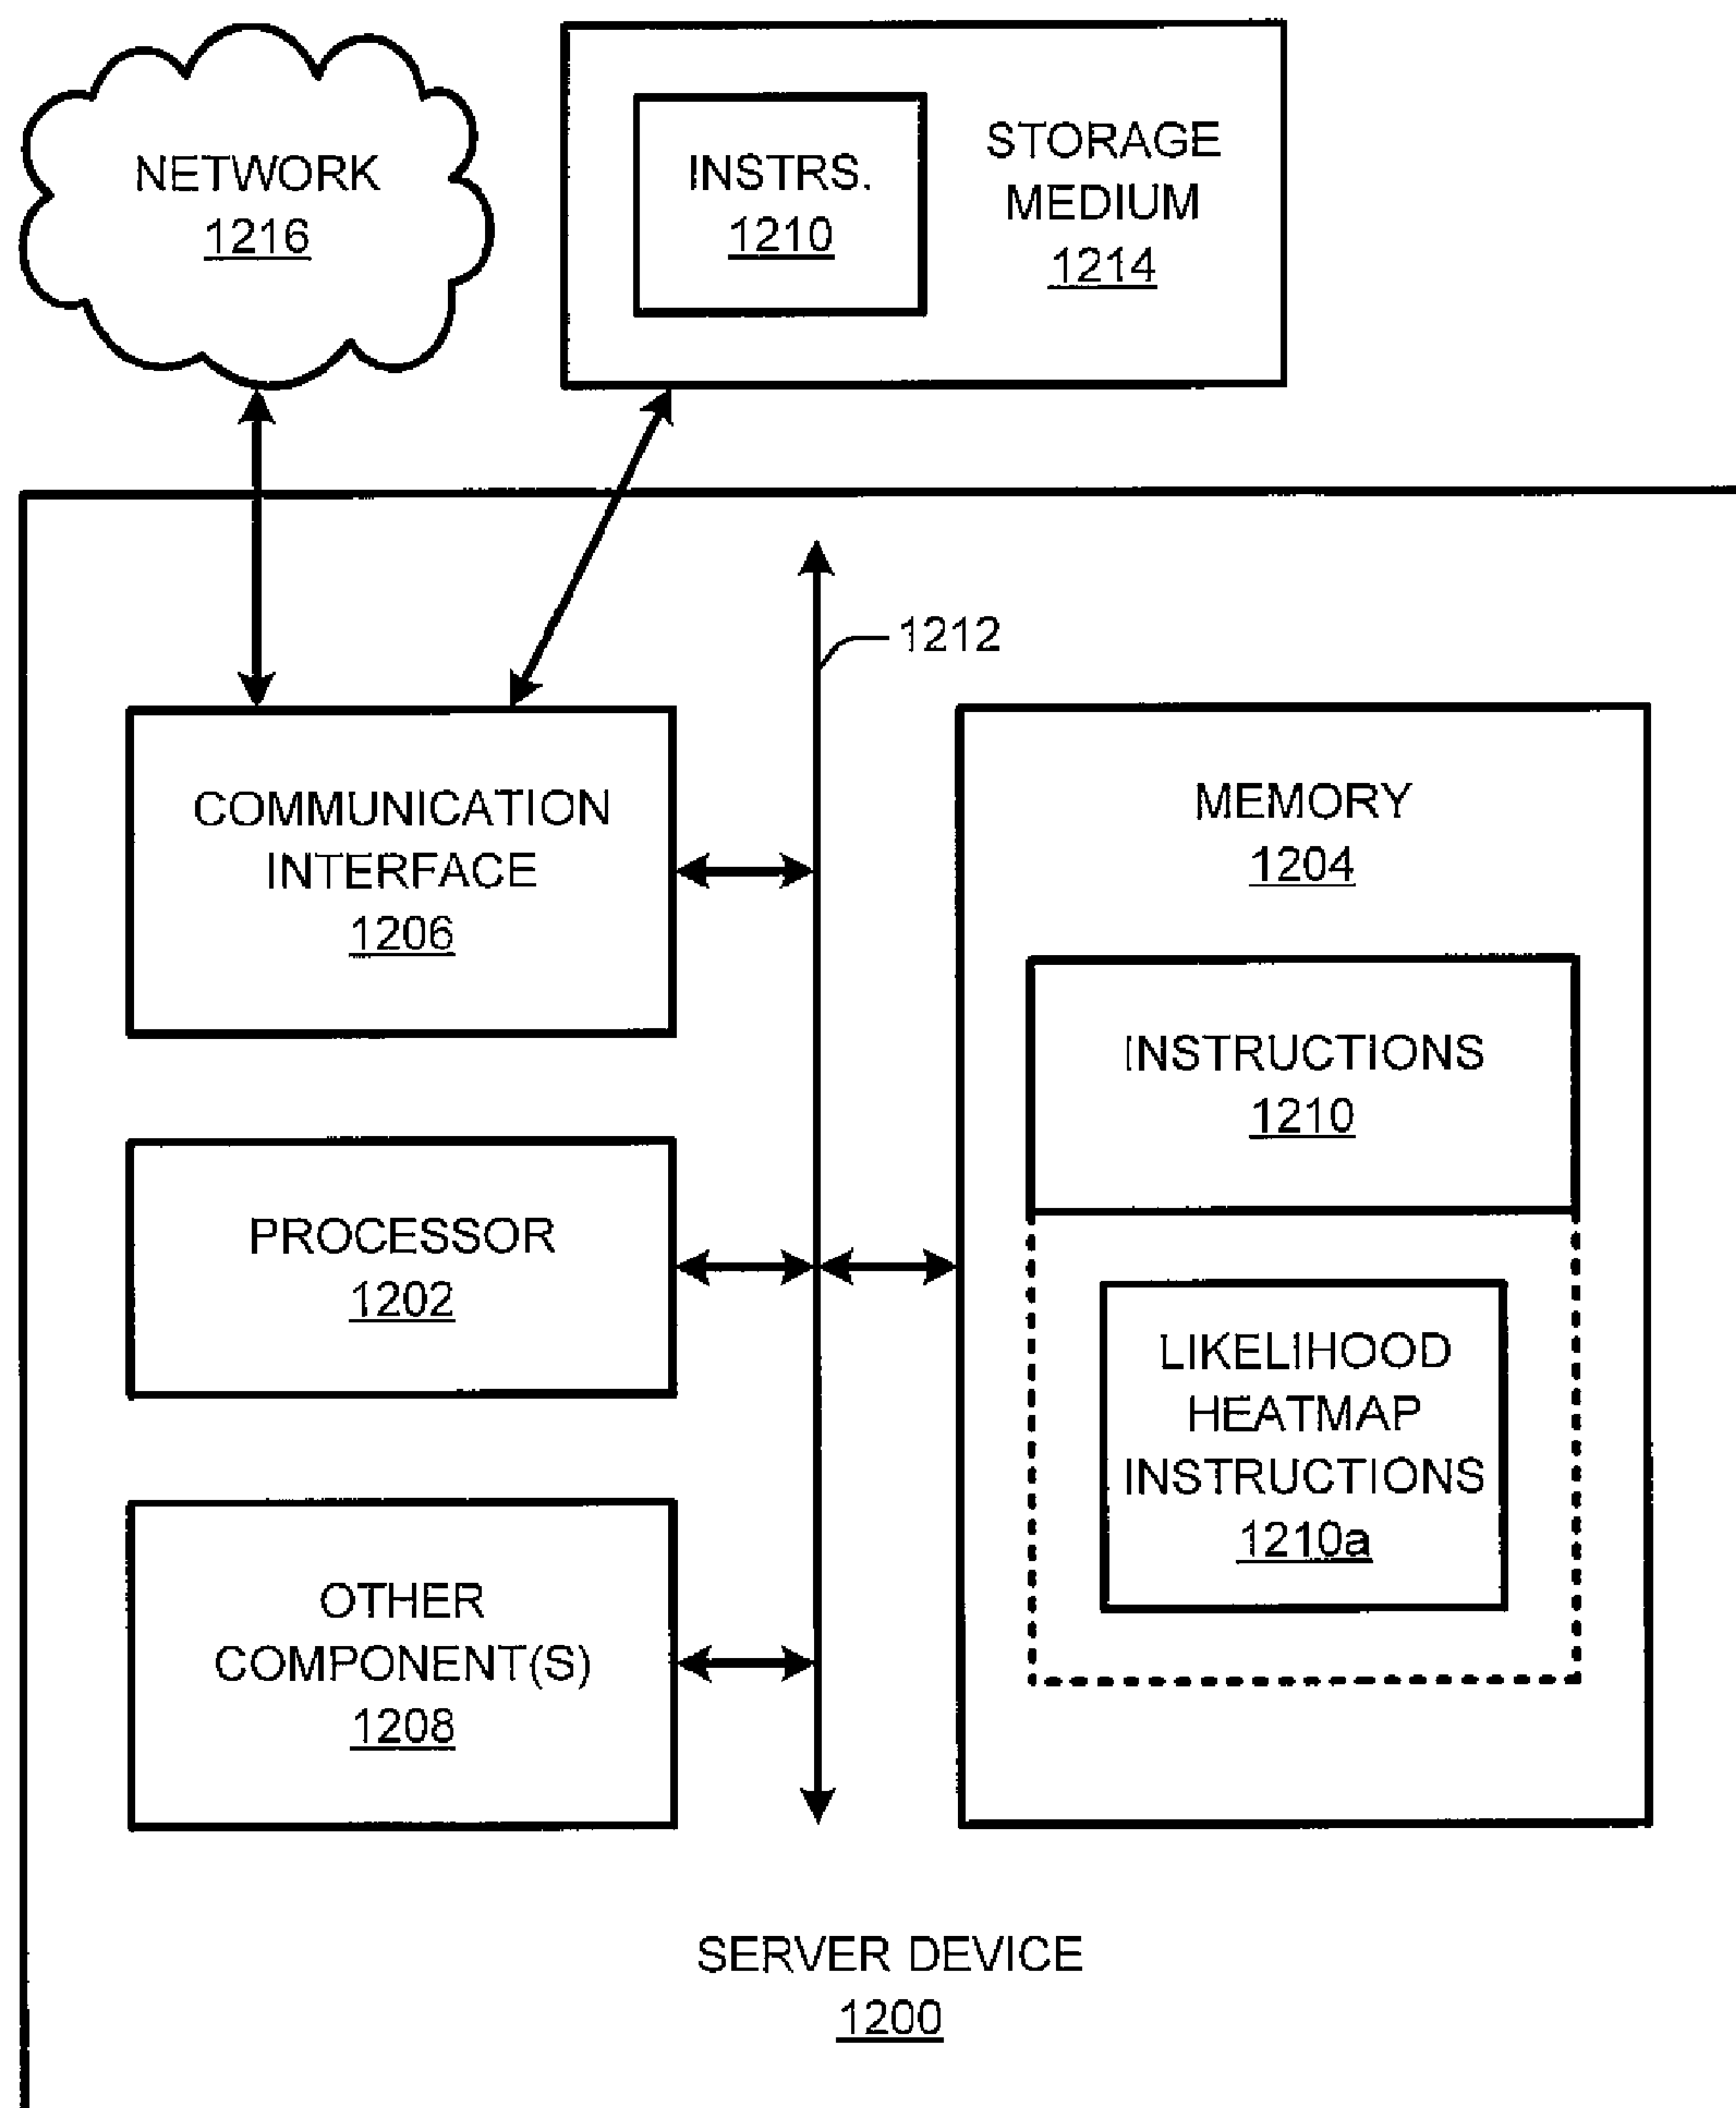 NETWORK
1216
INSTRS.
1210
STORAGE
MEDIUM
1214
1212
COMMUNICATION
INTERFACE
1206
MEMORY
1204
INSTRUCTIONS
1210
PROCESSOR
1202
LIKELIHOOD
HEATMAP
INSTRUCTIONS
1210a
OTHER
COMPONENT(S)
1208
SERVER DEVICE
1200